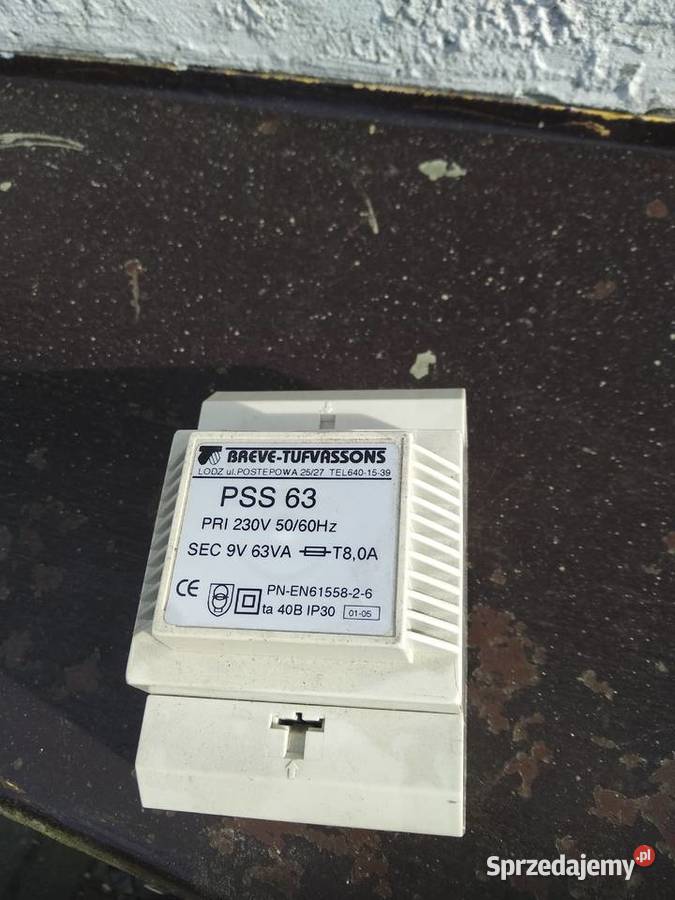 BREVE-TUFVASSONS
LODZ ul.POSTEPOWA 25/27 TEL640-15-39
PSS 63
PRI 230V 50/60Hz
SEC 9V 63VA T8,0A
CE PN-EN61558-2-6
ta 40B IP30 01-05
Sprzedajemy.pl